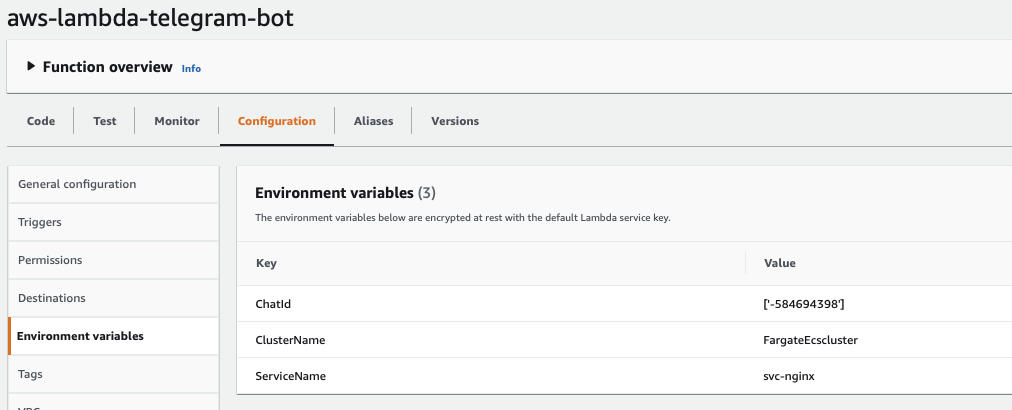 aws-lambda-telegram-bot
Function overview Info
Code Test Monitor Configuration Aliases Versions
General configuration
Triggers
Permissions
Destinations
Environment variables
Tags
Environment variables (3)
The environment variables below are encrypted at rest with the default Lambda service key.
Key Value
ChatId ['-584694398']
ClusterName FargateEcscluster
ServiceName svc-nginx